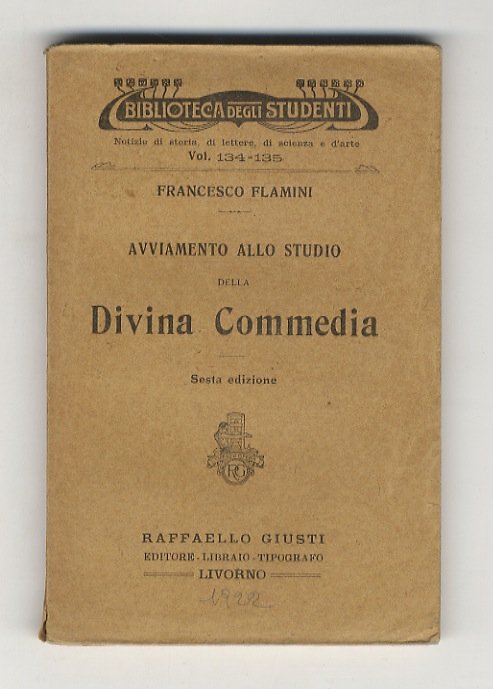 BIBLIOTECA DEGLI STUDENTI
Notizie di storia, di lettere, di scienza e d'arte
Vol. 134-135
FRANCESCO FLAMINI
AVVIAMENTO ALLO STUDIO
DELLA
Divina Commedia
Sesta edizione
RG
RAFFAELLO GIUSTI
EDITORE-LIBRAIO-TIPOGRAFO
LIVORNO
1922